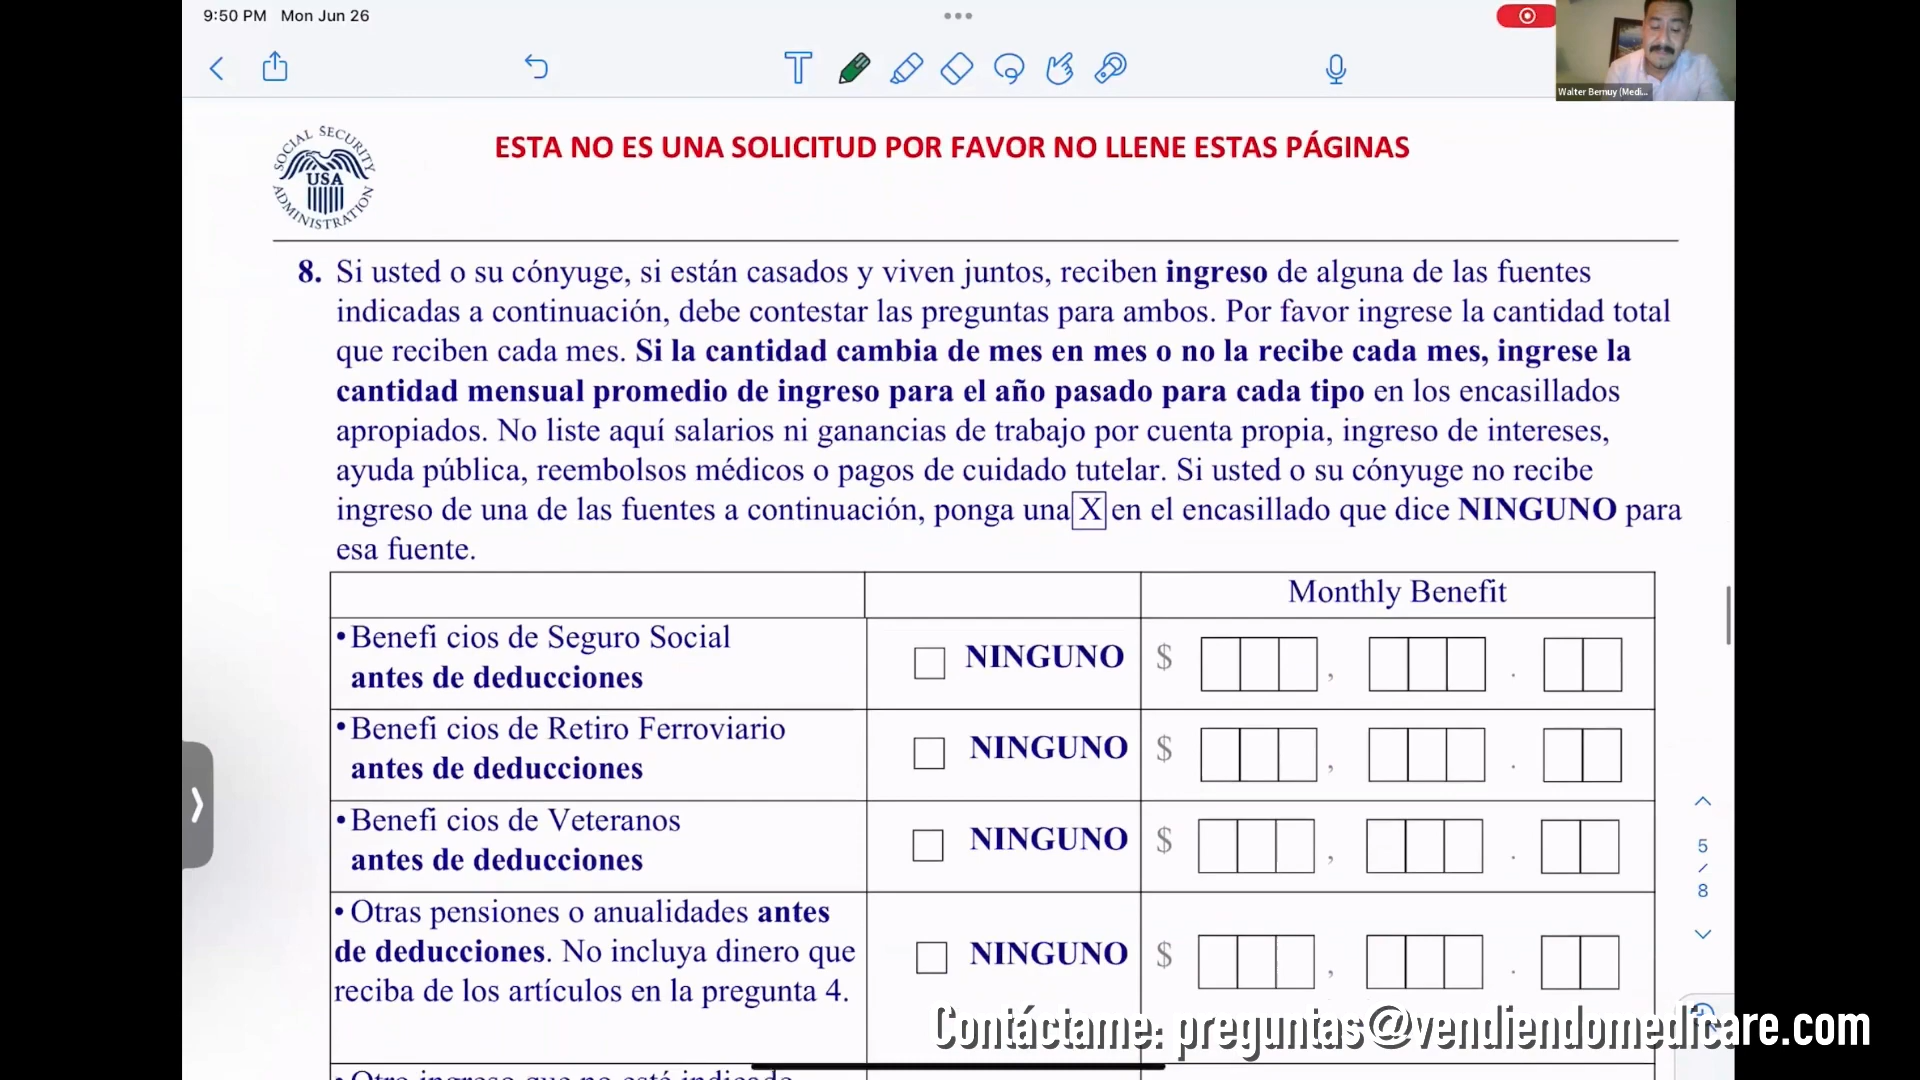 9:50 PM Mon Jun 26
Walter Bernuy (Medi...
SOCIAL SECURITY
USA
ADMINISTRATION
ESTA NO ES UNA SOLICITUD POR FAVOR NO LLENE ESTAS PÁGINAS
8. Si usted o su cónyuge, si están casados y viven juntos, reciben ingreso de alguna de las fuentes
indicadas a continuación, debe contestar las preguntas para ambos. Por favor ingrese la cantidad total
que reciben cada mes. Si la cantidad cambia de mes en mes o no la recibe cada mes, ingrese la
cantidad mensual promedio de ingreso para el año pasado para cada tipo en los encasillados
apropiados. No liste aquí salarios ni ganancias de trabajo por cuenta propia, ingreso de intereses,
ayuda pública, reembolsos médicos o pagos de cuidado tutelar. Si usted o su cónyuge no recibe
ingreso de una de las fuentes a continuación, ponga una X en el encasillado que dice NINGUNO para
esa fuente.
Monthly Benefit
• Benefi cios de Seguro Social
antes de deducciones
NINGUNO $ , .
• Benefi cios de Retiro Ferroviario
antes de deducciones
NINGUNO $ , .
• Benefi cios de Veteranos
antes de deducciones
NINGUNO $ , .
• Otras pensiones o anualidades antes
de deducciones. No incluya dinero que
reciba de los artículos en la pregunta 4.
NINGUNO $ , .
• Otro ingreso que no esté indicado
5
/
8
Contáctame: preguntas@vendiendomedicare.com